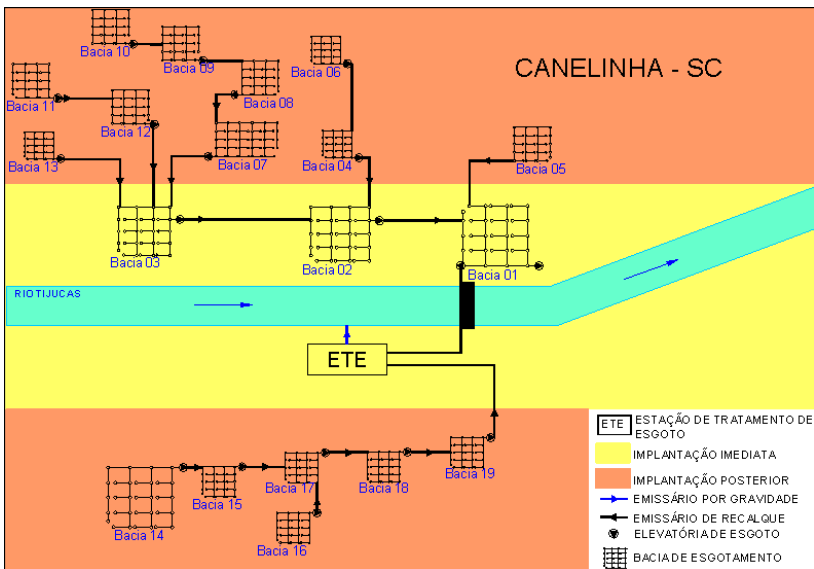 Bacia 10
Bacia 09
Bacia 06
CANELINHA - SC
Bacia 11
Bacia 08
Bacia 12
Bacia 13
Bacia 07
Bacia 04
Bacia 05
Bacia 03
Bacia 02
Bacia 01
RIO TIJUCAS
ETE
Bacia 19
Bacia 17
Bacia 18
Bacia 15
Bacia 14
Bacia 16
ETE
ESTAÇÃO DE TRATAMENTO DE
ESGOTO
IMPLANTAÇÃO IMEDIATA
IMPLANTAÇÃO POSTERIOR
EMISSÁRIO POR GRAVIDADE
EMISSÁRIO DE RECALQUE
ELEVATÓRIA DE ESGOTO
BACIA DE ESGOTAMENTO